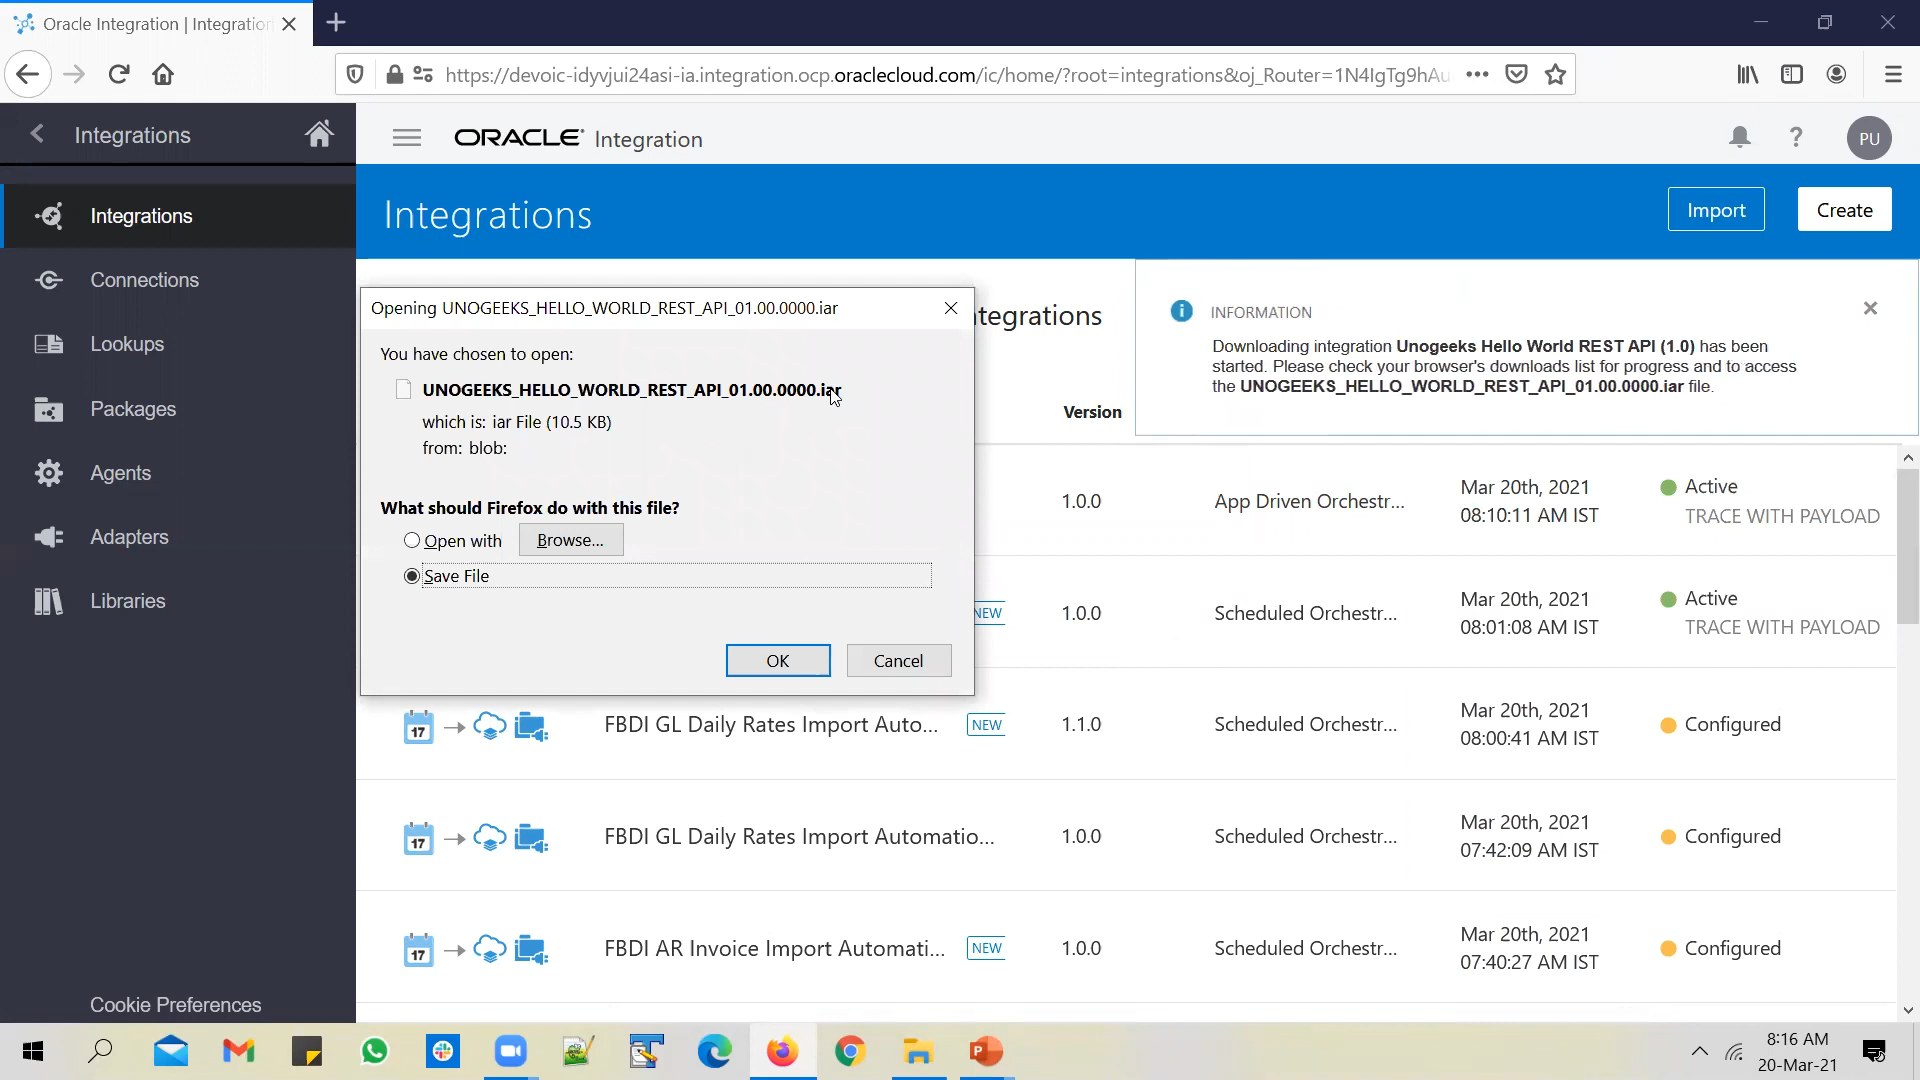 Oracle Integration | Integration
https://devoic-idyvjui24asi-ia.integration.ocp.oraclecloud.com/ic/home/?root=integrations&oj_Router=1N4IgTg9hAu
Integrations
ORACLE Integration
PU
Integrations
Connections
Lookups
Packages
Agents
Adapters
Libraries
Cookie Preferences
Integrations
Import
Create
Opening UNOGEEKS_HELLO_WORLD_REST_API_01.00.0000.iar
You have chosen to open:
UNOGEEKS_HELLO_WORLD_REST_API_01.00.0000.iar
which is: iar File (10.5 KB)
from: blob:
What should Firefox do with this file?
Open with
Browse...
Save File
OK
Cancel
tegrations
INFORMATION
Downloading integration Unogeeks Hello World REST API (1.0) has been
started. Please check your browser's downloads list for progress and to access
the UNOGEEKS_HELLO_WORLD_REST_API_01.00.0000.iar file.
Version
1.0.0 App Driven Orchestr... Mar 20th, 2021 Active
08:10:11 AM IST TRACE WITH PAYLOAD
NEW 1.0.0 Scheduled Orchestr... Mar 20th, 2021 Active
08:01:08 AM IST TRACE WITH PAYLOAD
17 FBDI GL Daily Rates Import Auto... NEW 1.1.0 Scheduled Orchestr... Mar 20th, 2021 Configured
08:00:41 AM IST
17 FBDI GL Daily Rates Import Automatio... 1.0.0 Scheduled Orchestr... Mar 20th, 2021 Configured
07:42:09 AM IST
17 FBDI AR Invoice Import Automati... NEW 1.0.0 Scheduled Orchestr... Mar 20th, 2021 Configured
07:40:27 AM IST
8:16 AM
20-Mar-21